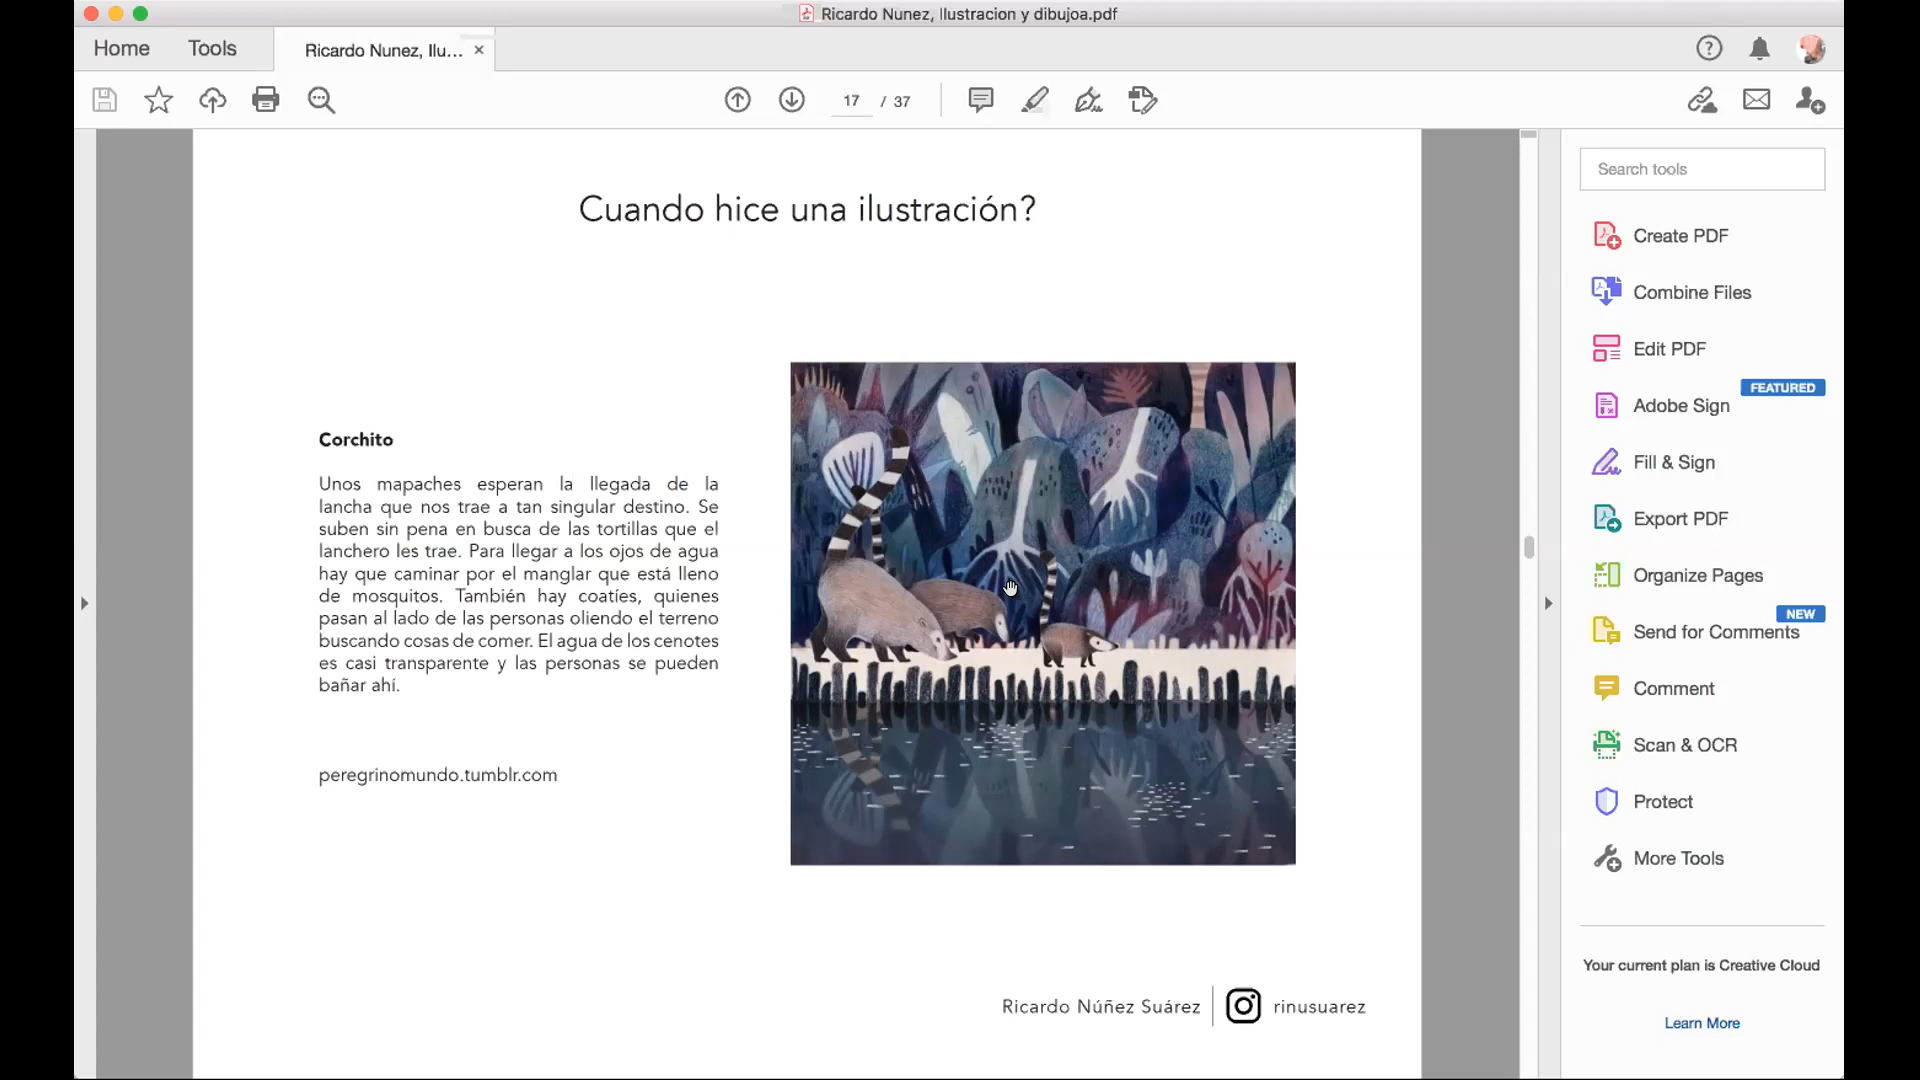 Ricardo Nunez, Ilustracion y dibujoa.pdf
Home
Tools
Ricardo Nunez, Ilu...
17 / 37
Search tools
Create PDF
Combine Files
Edit PDF
FEATURED
Adobe Sign
Fill & Sign
Export PDF
Organize Pages
NEW
Send for Comments
Comment
Scan & OCR
Protect
More Tools
Your current plan is Creative Cloud
Learn More
Cuando hice una ilustración?
Corchito
Unos mapaches esperan la llegada de la
lancha que nos trae a tan singular destino. Se
suben sin pena en busca de las tortillas que el
lanchero les trae. Para llegar a los ojos de agua
hay que caminar por el manglar que está lleno
de mosquitos. También hay coatíes, quienes
pasan al lado de las personas oliendo el terreno
buscando cosas de comer. El agua de los cenotes
es casi transparente y las personas se pueden
bañar ahí.
peregrinomundo.tumblr.com
Ricardo Núñez Suárez
rinusuarez